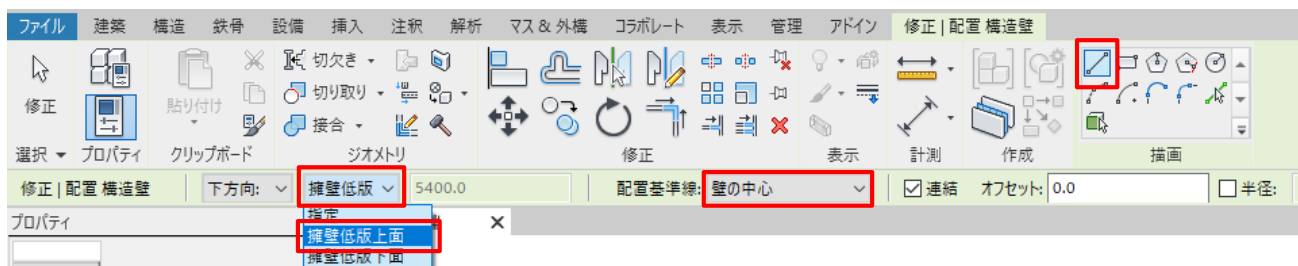 ファイル 建築 構造 鉄骨 設備 挿入 注釈 解析 マス & 外構 コラボレート 表示 管理 アドイン 修正 | 配置 構造壁
切欠き
修正 貼り付け 切り取り
接合
選択 プロパティ クリップボード ジオメトリ 修正 表示 計測 作成 描画
修正 | 配置 構造壁 下方向: 擁壁低版 5400.0 配置基準線: 壁の中心 連結 オフセット: 0.0 半径:
プロパティ 指定
擁壁低版上面
擁壁低版下面